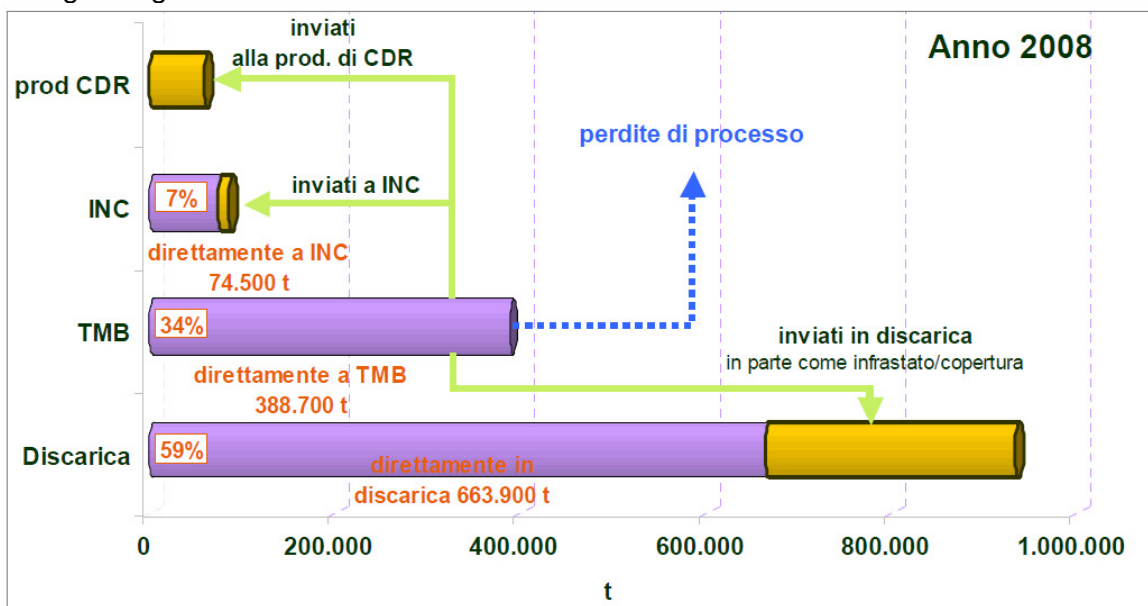 inviati
alla prod. di CDR
Anno 2008
prod CDR
perdite di processo
INC
7%
inviati a INC
direttamente a INC
74.500 t
TMB
34%
inviati in discarica
in parte come infrastato/copertura
direttamente a TMB
388.700 t
Discarica
59%
direttamente in
discarica 663.900 t
0
200.000
400.000
600.000
800.000
1.000.000
t